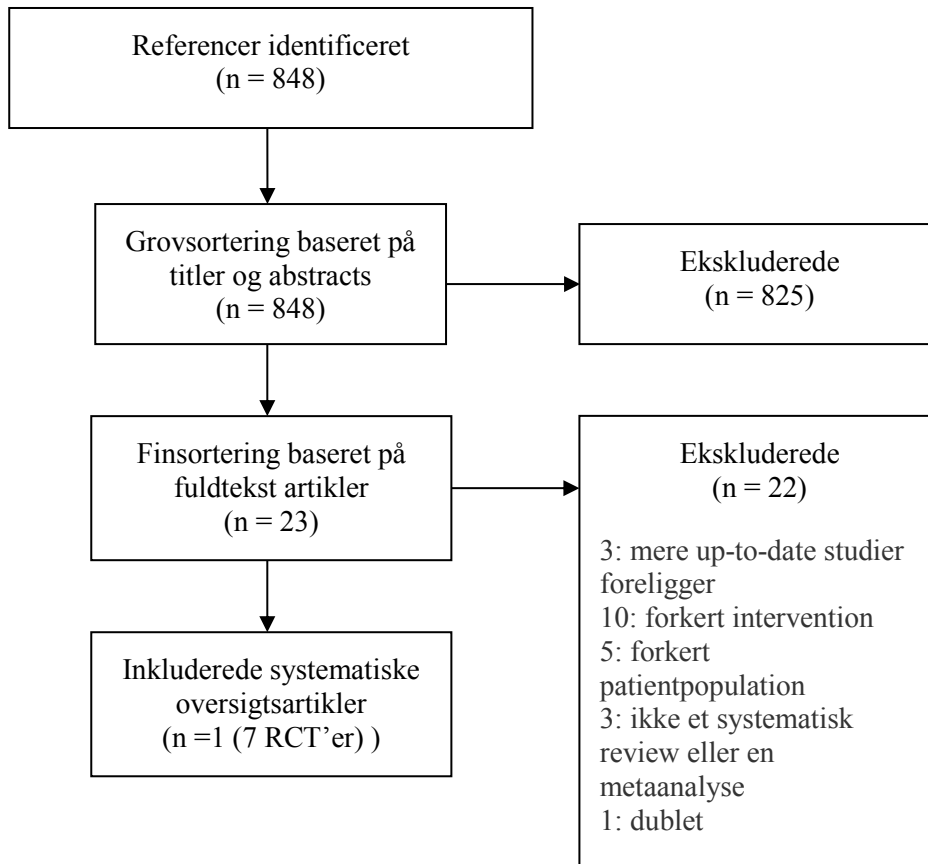 Referencer identificeret
(n = 848)
Grovsortering baseret på
titler og abstracts
(n = 848)
Ekskluderede
(n = 825)
Finsortering baseret på
fuldtekst artikler
(n = 23)
Ekskluderede
(n = 22)
3: mere up-to-date studier
foreligger
10: forkert intervention
5: forkert
patientpopulation
3: ikke et systematisk
review eller en
metaanalyse
1: dublet
Inkluderede systematiske
oversigtsartikler
(n =1 (7 RCT’er) )